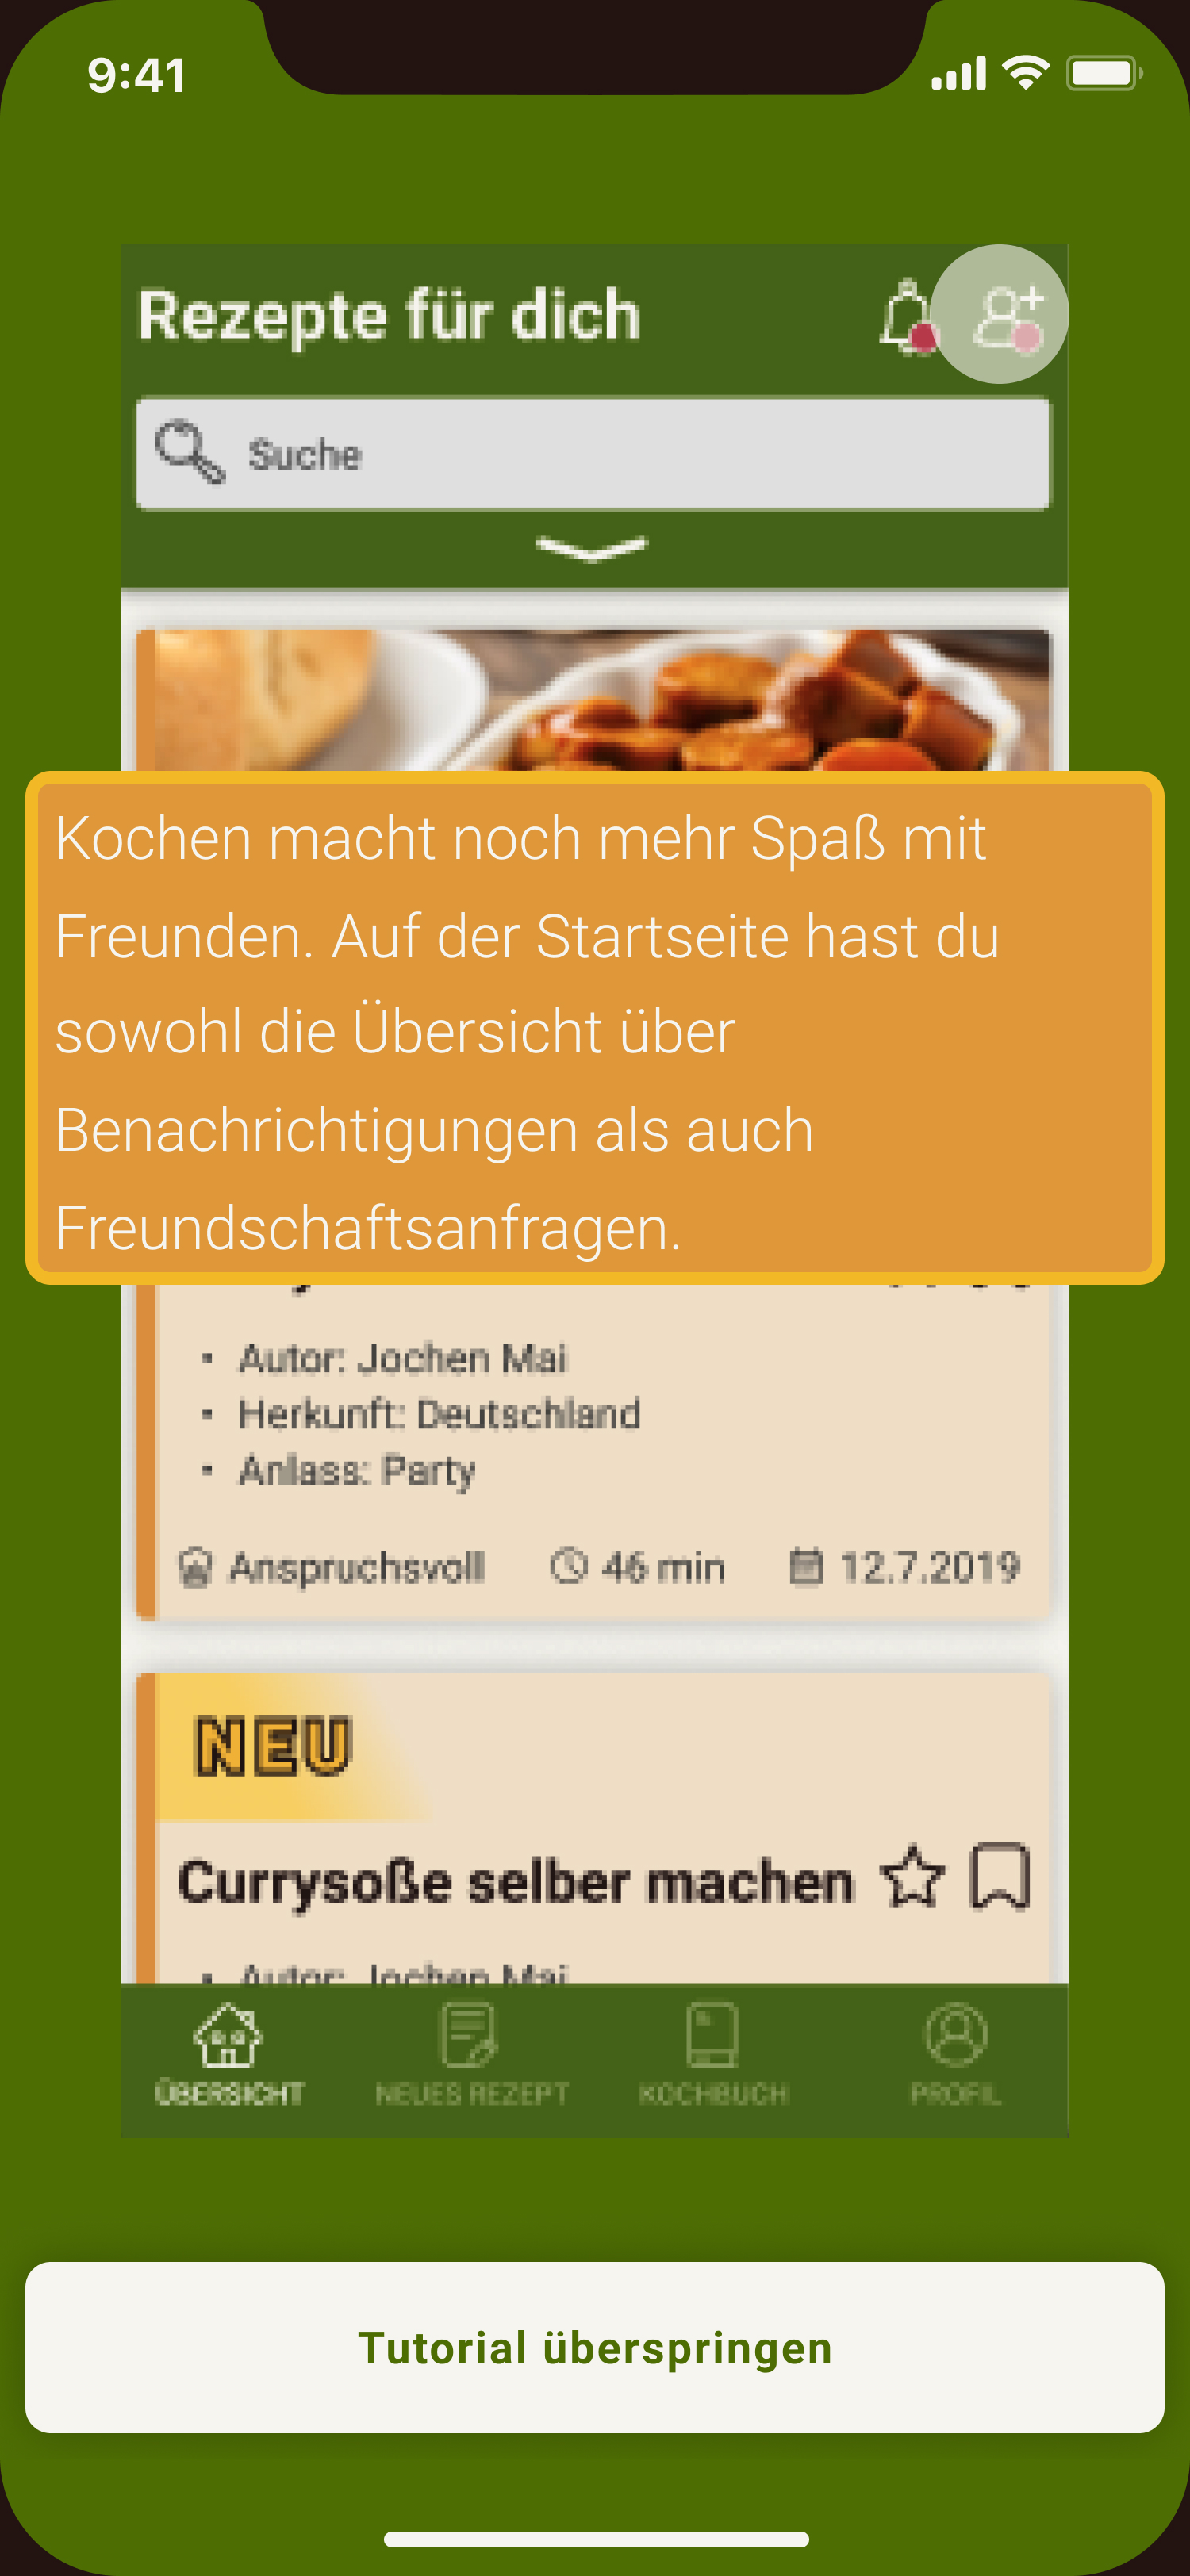 9:41
Rezepte für dich
Suche
Kochen macht noch mehr Spaß mit
Freunden. Auf der Startseite hast du
sowohl die Übersicht über
Benachrichtigungen als auch
Freundschaftsanfragen.
Autor: Jochen Mai
Herkunft: Deutschland
Anlass: Party
Anspruchsvoll 46 min 12.7.2019
NEU
Currysoße selber machen
Autor: Jochen Mai
ÜBERSICHT NEUES REZEPT KOCHBUCH PROFIL
Tutorial überspringen